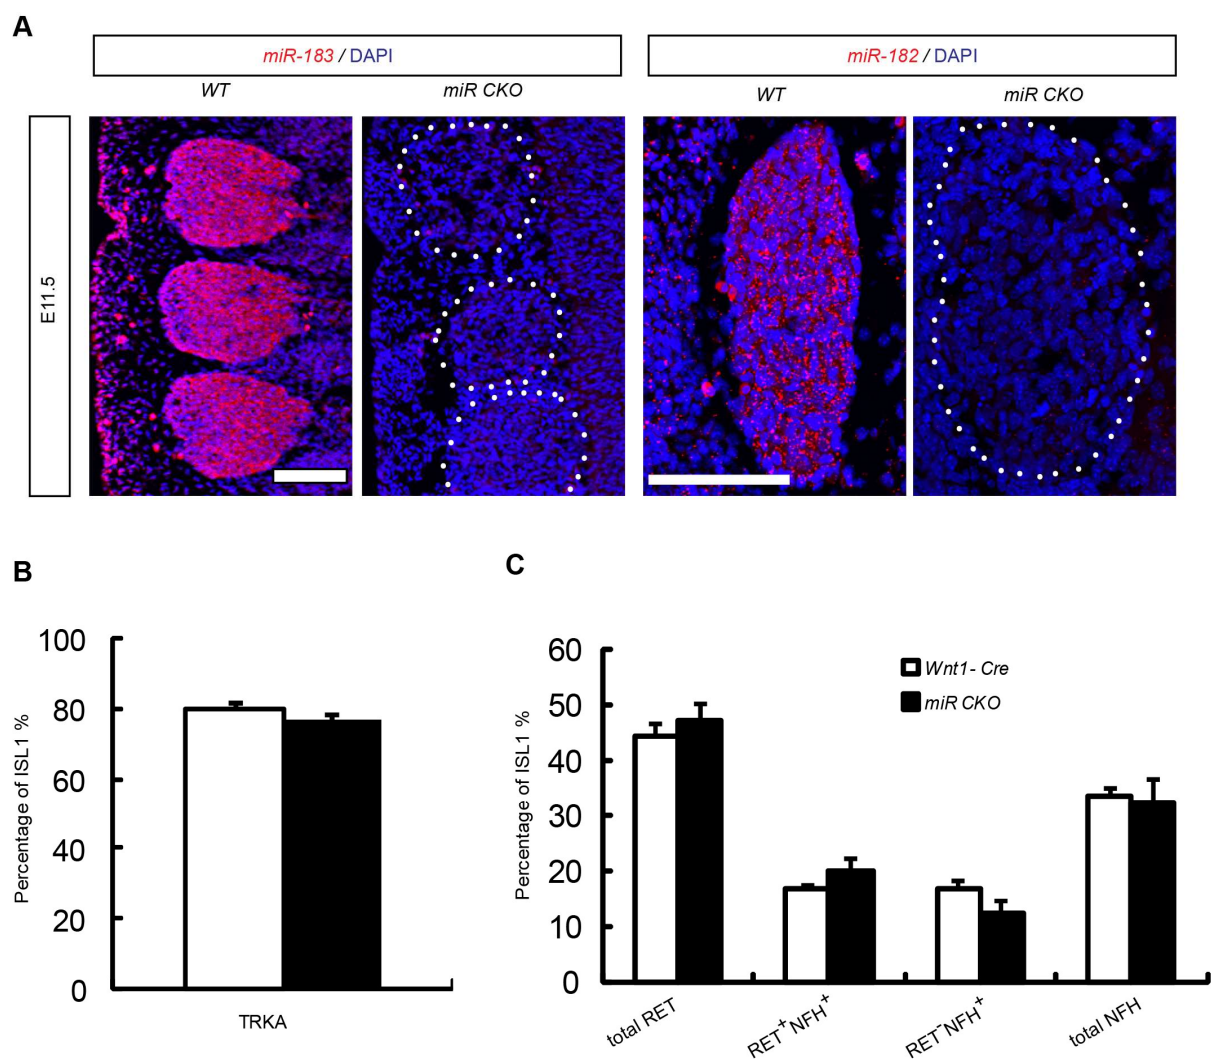 A
miR-183 / DAPI
miR-182 / DAPI
WT
miR CKO
WT
miR CKO
E11.5
B
C
100
80
60
40
20
0
Percentage of ISL1 %
TRKA
60
50
40
30
20
10
0
Percentage of ISL1 %
Wnt1- Cre
miR CKO
total RET
RET+NFH+
RET-NFH+
total NFH